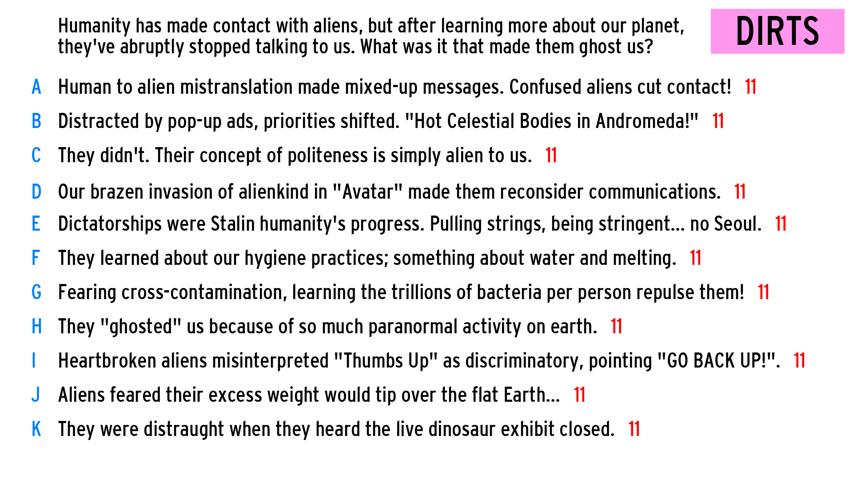 Humanity has made contact with aliens, but after learning more about our planet,
they've abruptly stopped talking to us. What was it that made them ghost us?
DIRTS
A Human to alien mistranslation made mixed-up messages. Confused aliens cut contact! 11
B Distracted by pop-up ads, priorities shifted. "Hot Celestial Bodies in Andromeda!" 11
C They didn't. Their concept of politeness is simply alien to us. 11
D Our brazen invasion of alienkind in "Avatar" made them reconsider communications. 11
E Dictatorships were Stalin humanity's progress. Pulling strings, being stringent... no Seoul. 11
F They learned about our hygiene practices; something about water and melting. 11
G Fearing cross-contamination, learning the trillions of bacteria per person repulse them! 11
H They "ghosted" us because of so much paranormal activity on earth. 11
I Heartbroken aliens misinterpreted "Thumbs Up" as discriminatory, pointing "GO BACK UP!". 11
J Aliens feared their excess weight would tip over the flat Earth... 11
K They were distraught when they heard the live dinosaur exhibit closed. 11